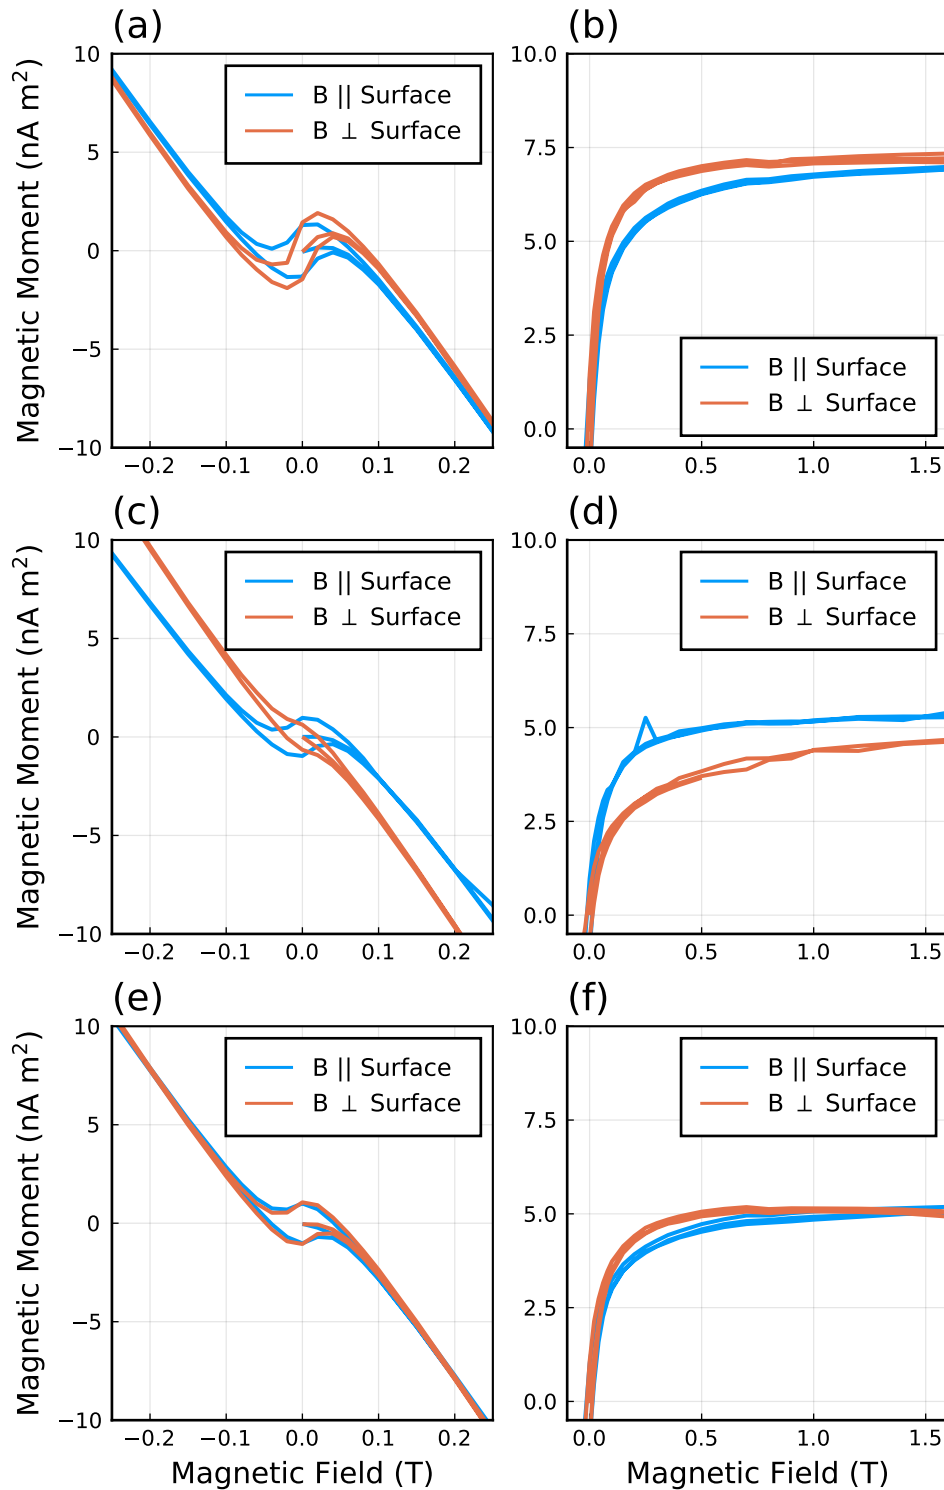 (a)
(b)
Magnetic Moment (nA m²)
10
5
0
−5
−10
−0.2
−0.1
0.0
0.1
0.2
B || Surface
B ⊥ Surface
10.0
7.5
5.0
2.5
0.0
0.0
0.5
1.0
1.5
B || Surface
B ⊥ Surface
(c)
(d)
Magnetic Moment (nA m²)
10
5
0
−5
−10
−0.2
−0.1
0.0
0.1
0.2
B || Surface
B ⊥ Surface
10.0
7.5
5.0
2.5
0.0
0.0
0.5
1.0
1.5
B || Surface
B ⊥ Surface
(e)
(f)
Magnetic Moment (nA m²)
10
5
0
−5
−10
−0.2
−0.1
0.0
0.1
0.2
B || Surface
B ⊥ Surface
Magnetic Field (T)
10.0
7.5
5.0
2.5
0.0
0.0
0.5
1.0
1.5
B || Surface
B ⊥ Surface
Magnetic Field (T)